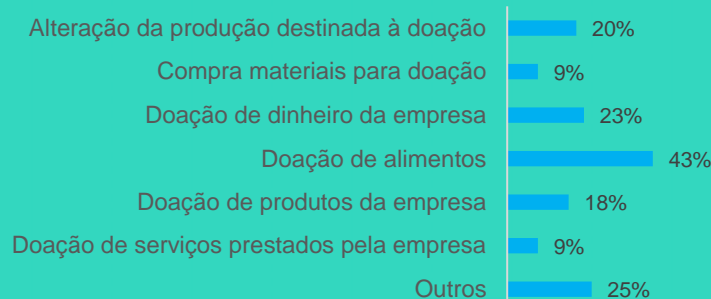 Alteração da produção destinada à doação 20%
Compra materiais para doação 9%
Doação de dinheiro da empresa 23%
Doação de alimentos 43%
Doação de produtos da empresa 18%
Doação de serviços prestados pela empresa 9%
Outros 25%